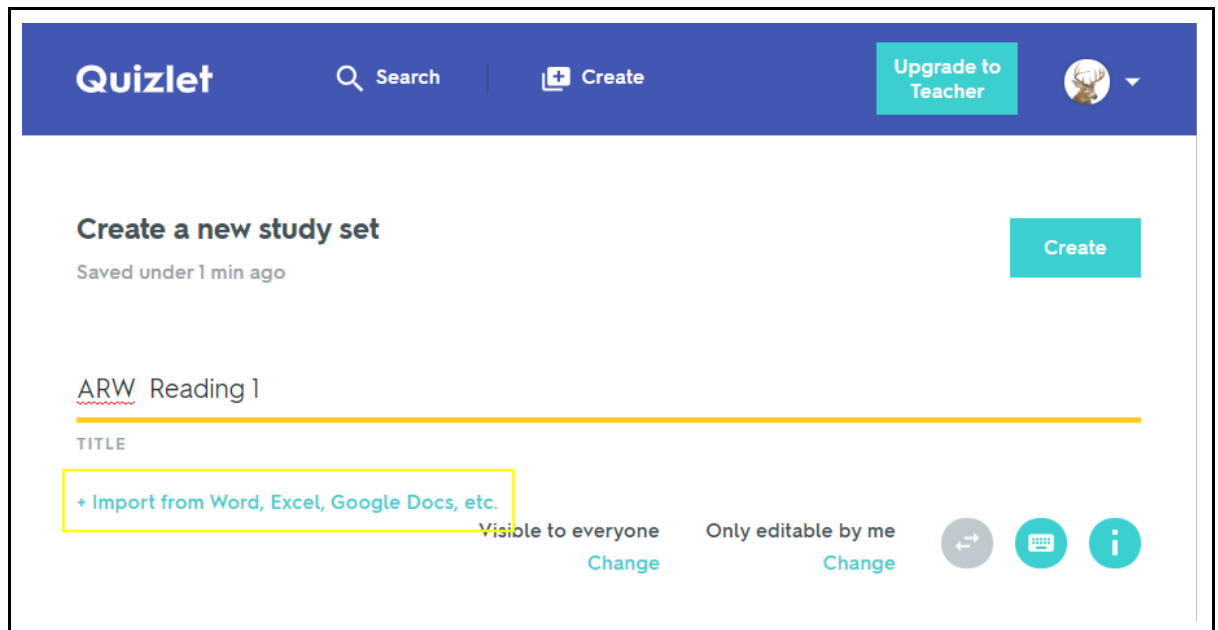 Quizlet Search Create Upgrade to
Teacher
Create a new study set
Create
Saved under 1 min ago
ARW Reading 1
TITLE
+ Import from Word, Excel, Google Docs, etc.
Visible to everyone Only editable by me
Change Change